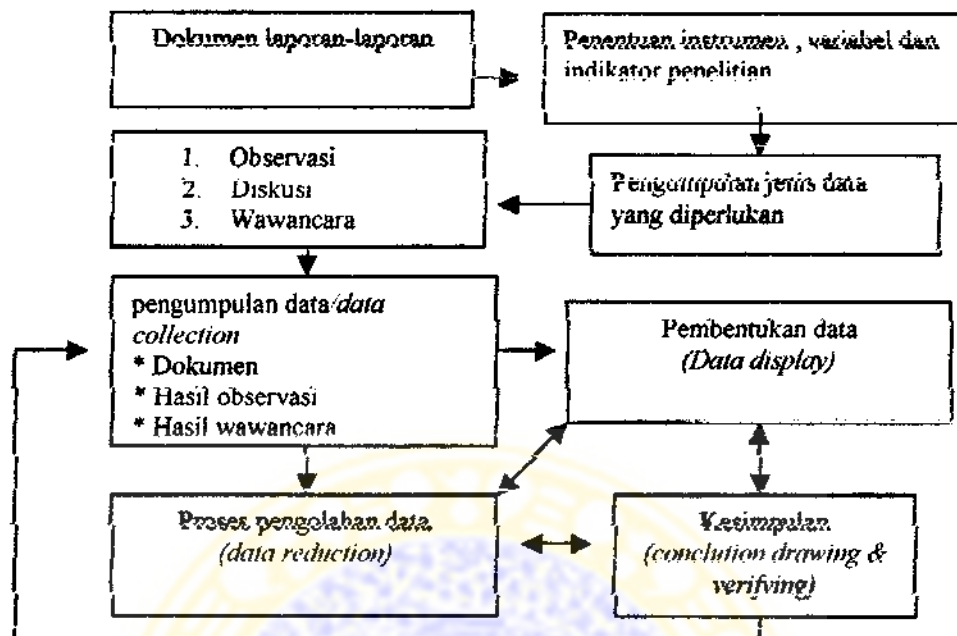 Dokumen laporan-laporan
Penentuan instrumen , variabel dan
indikator penelitian
1. Observasi
2. Diskusi
3. Wawancara
Pengumpulan jenis data
yang diperlukan
pengumpulan data/data
collection
* Dokumen
* Hasil observasi
* Hasil wawancara
Pembentukan data
(Data display)
Proses pengolahan data
(data reduction)
Kesimpulan
(conclution drawing &
verifying)